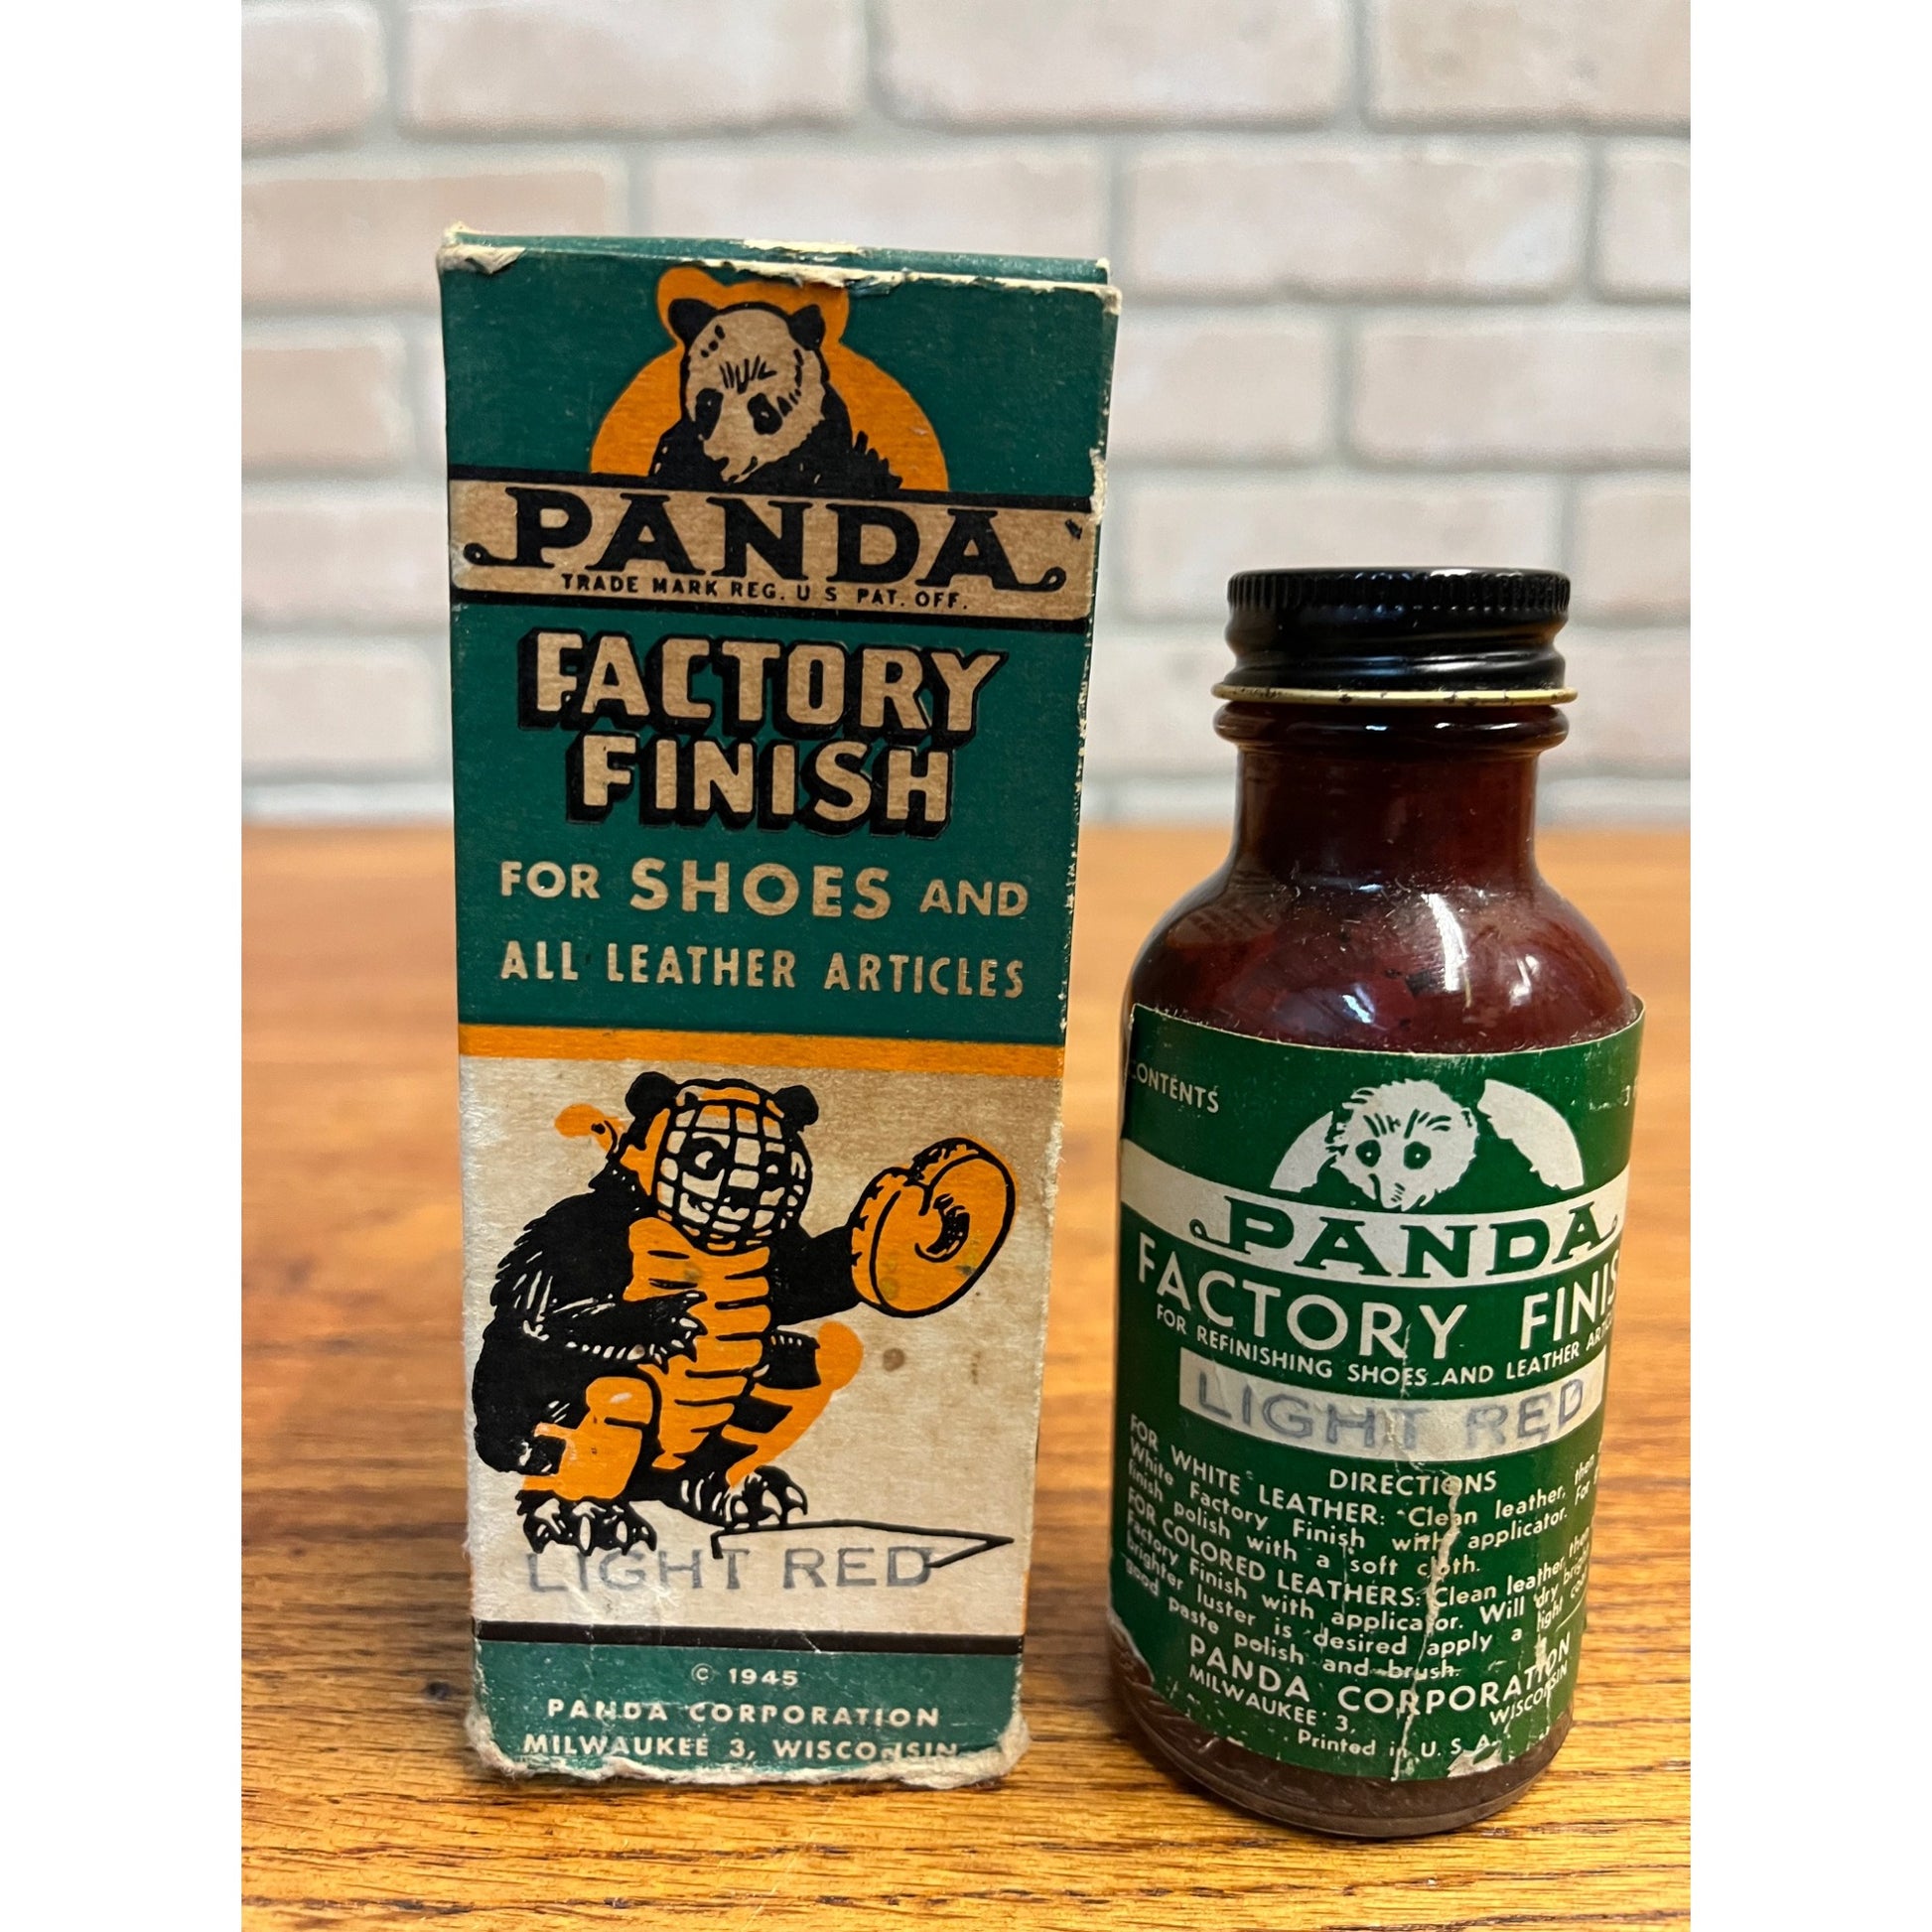 PANDA
TRADE MARK REG. U S PAT. OFF.
FACTORY
FINISH
FOR SHOES AND
ALL LEATHER ARTICLES
LIGHT RED
© 1945
PANDA CORPORATION
MILWAUKEE 3, WISCONSIN
CONTENTS 3
PANDA
FACTORY FINIS
FOR REFINISHING SHOES AND LEATHER
LIGHT RED
DIRECTIONS
FOR WHITE LEATHER: Clean leather, then
White Factory Finish with applicator. For
finish polish with a soft cloth.
FOR COLORED LEATHERS: Clean leather, then
Factory Finish with applicator. Will dry
brighter luster is desired apply a light
good paste polish and brush.
PANDA CORPORATION
MILWAUKEE 3, WISCONSIN
Printed in U. S. A.